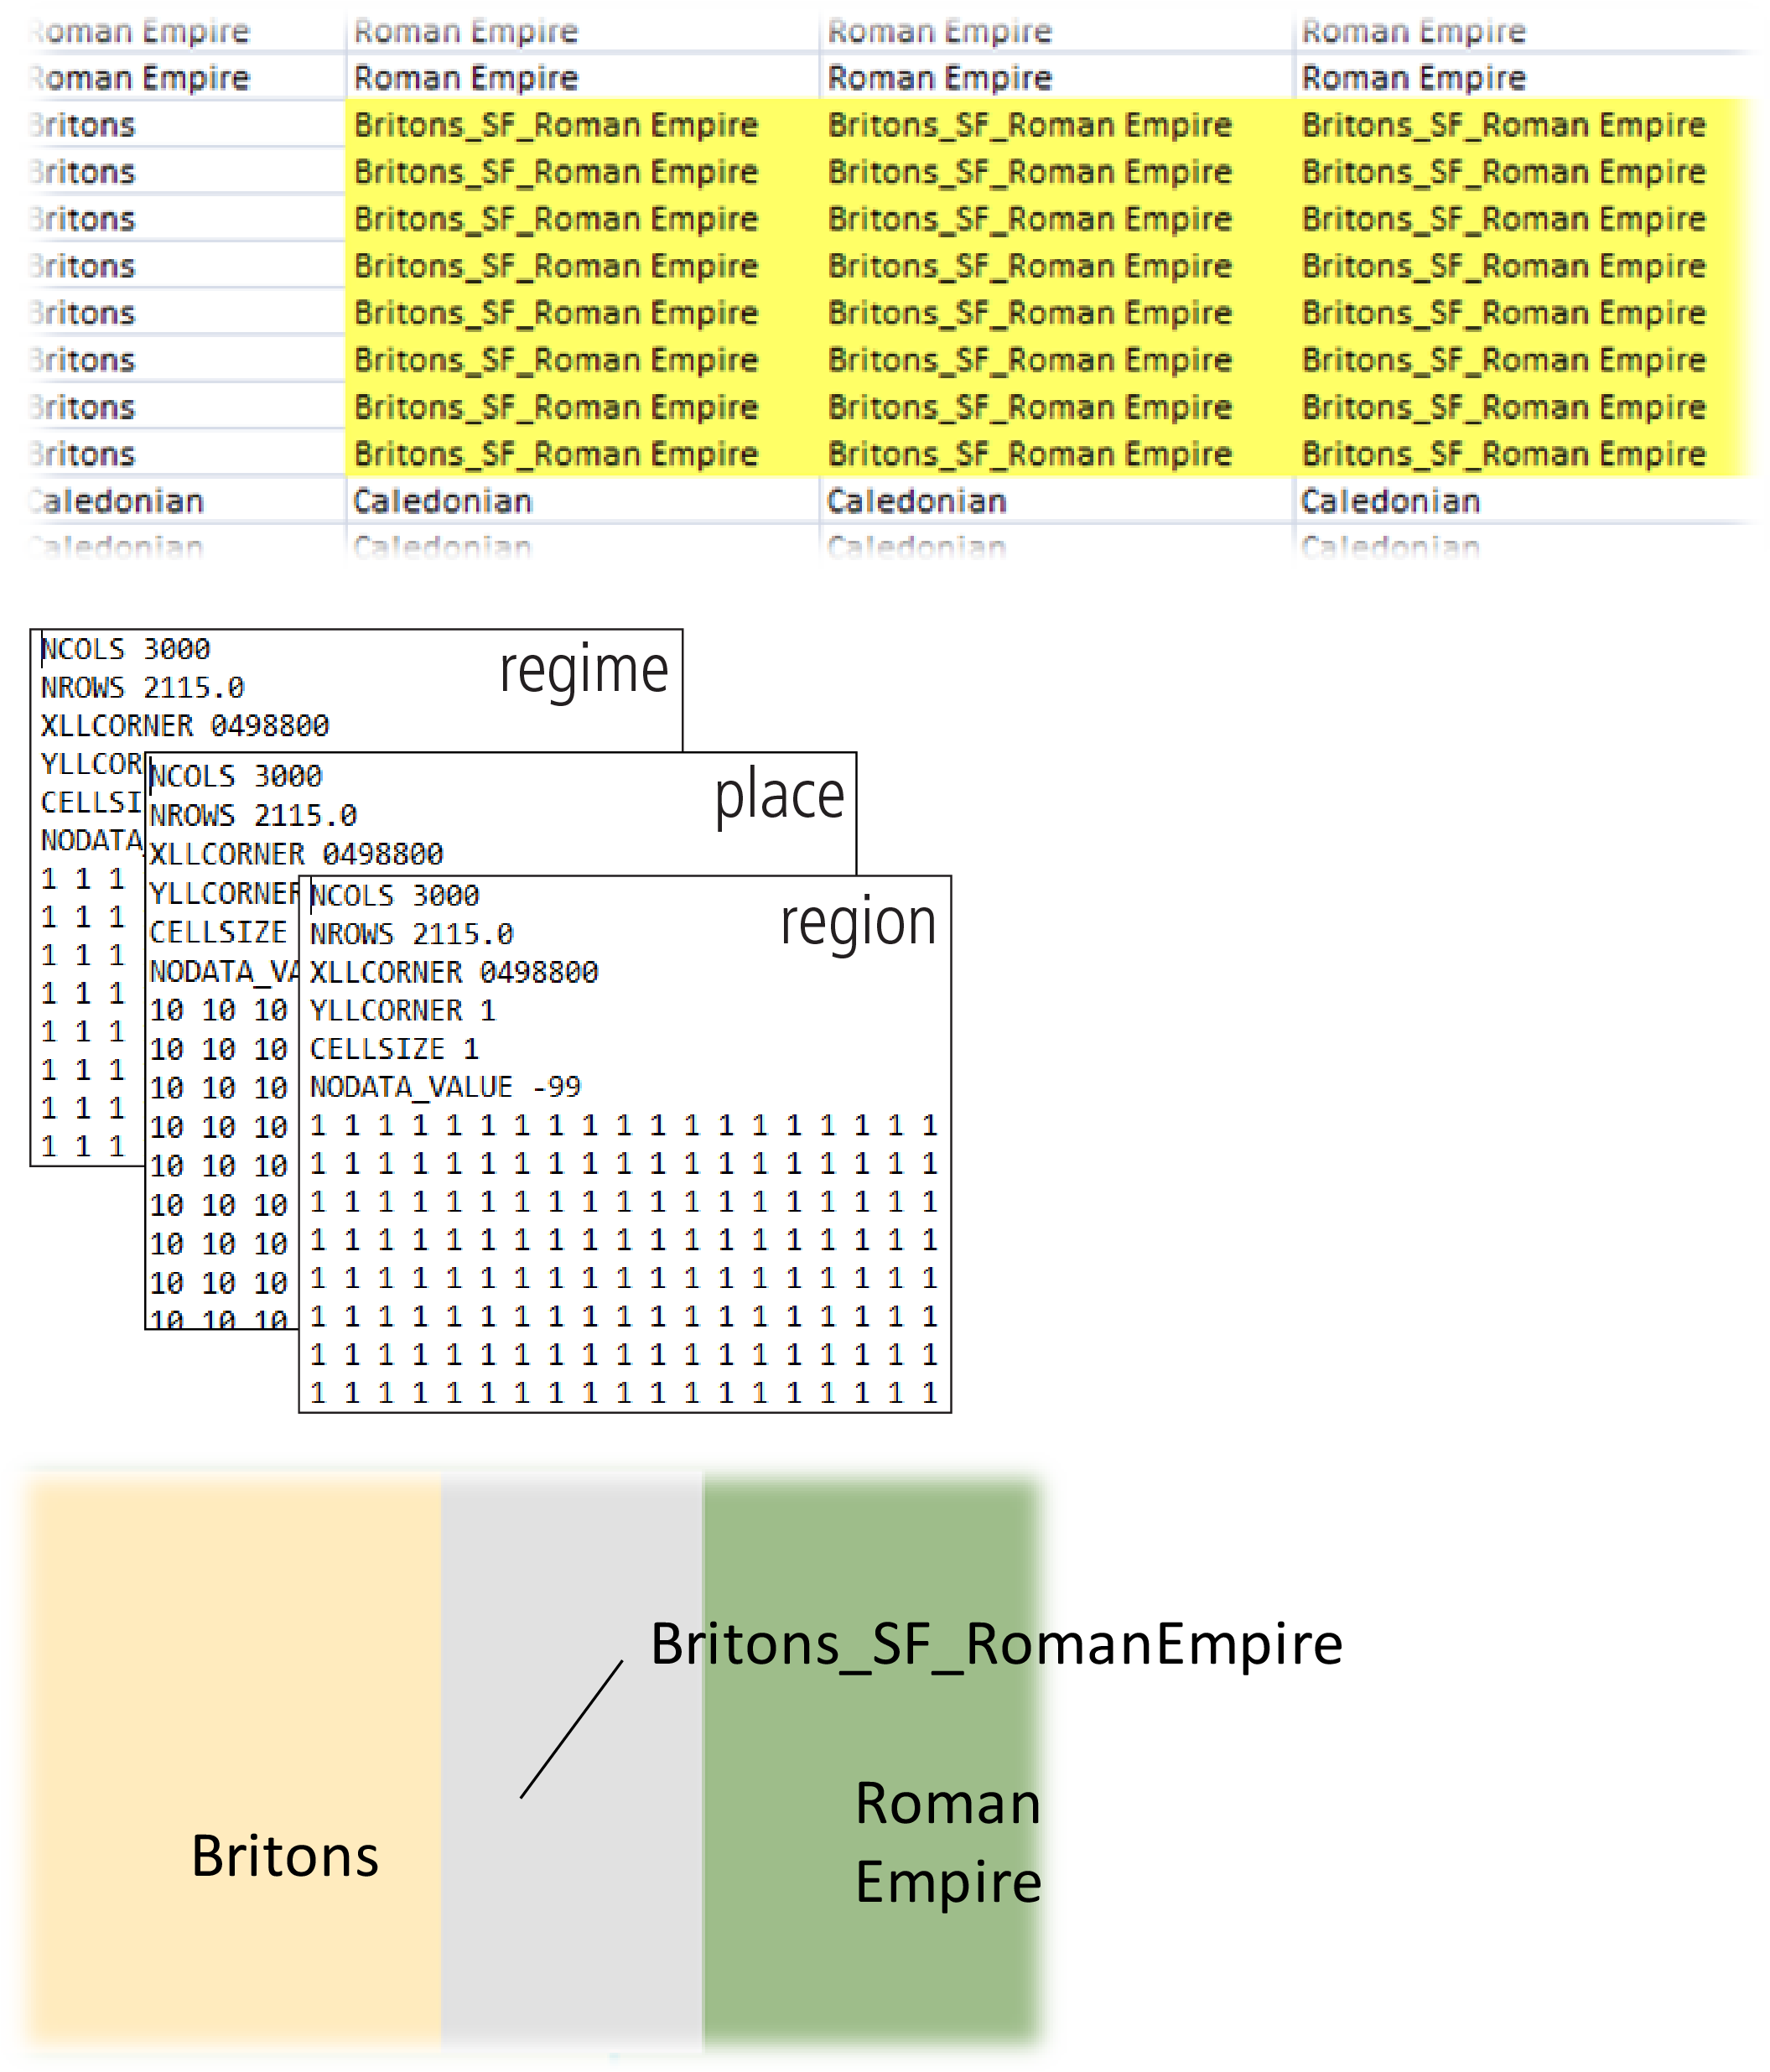 Roman Empire Roman Empire Roman Empire Roman Empire
Roman Empire Roman Empire Roman Empire Roman Empire
Britons Britons_SF_Roman Empire Britons_SF_Roman Empire Britons_SF_Roman Empire
Britons Britons_SF_Roman Empire Britons_SF_Roman Empire Britons_SF_Roman Empire
Britons Britons_SF_Roman Empire Britons_SF_Roman Empire Britons_SF_Roman Empire
Britons Britons_SF_Roman Empire Britons_SF_Roman Empire Britons_SF_Roman Empire
Britons Britons_SF_Roman Empire Britons_SF_Roman Empire Britons_SF_Roman Empire
Britons Britons_SF_Roman Empire Britons_SF_Roman Empire Britons_SF_Roman Empire
Britons Britons_SF_Roman Empire Britons_SF_Roman Empire Britons_SF_Roman Empire
Britons Britons_SF_Roman Empire Britons_SF_Roman Empire Britons_SF_Roman Empire
Caledonian Caledonian Caledonian Caledonian
Caledonian Caledonian Caledonian Caledonian
regime
NCOLS 3000
NROWS 2115.0
XLLCORNER 0498800
YLLCOR
CELLSI
NODATA
1 1 1
1 1 1
1 1 1
1 1 1
1 1 1
1 1 1
1 1 1
1 1 1
place
NCOLS 3000
NROWS 2115.0
XLLCORNER 0498800
YLLCORNER
CELLSIZE
NODATA_VA
10 10 10
10 10 10
10 10 10
10 10 10
10 10 10
10 10 10
10 10 10
10 10 10
10 10 10
region
NCOLS 3000
NROWS 2115.0
XLLCORNER 0498800
YLLCORNER 1
CELLSIZE 1
NODATA_VALUE -99
1 1 1 1 1 1 1 1 1 1 1 1 1 1 1 1 1 1 1
1 1 1 1 1 1 1 1 1 1 1 1 1 1 1 1 1 1 1
1 1 1 1 1 1 1 1 1 1 1 1 1 1 1 1 1 1 1
1 1 1 1 1 1 1 1 1 1 1 1 1 1 1 1 1 1 1
1 1 1 1 1 1 1 1 1 1 1 1 1 1 1 1 1 1 1
1 1 1 1 1 1 1 1 1 1 1 1 1 1 1 1 1 1 1
1 1 1 1 1 1 1 1 1 1 1 1 1 1 1 1 1 1 1
1 1 1 1 1 1 1 1 1 1 1 1 1 1 1 1 1 1 1
Britons_SF_RomanEmpire
Britons
Roman
Empire